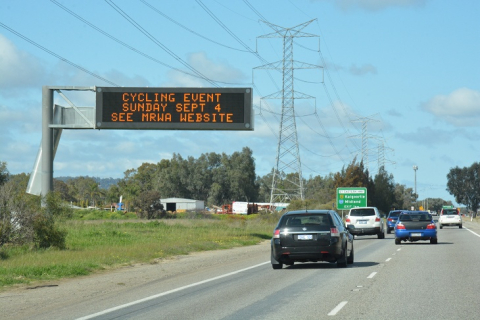 CYCLING EVENT
SUNDAY SEPT 4
SEE MRWA WEBSITE
Kalgoorlie
Midland